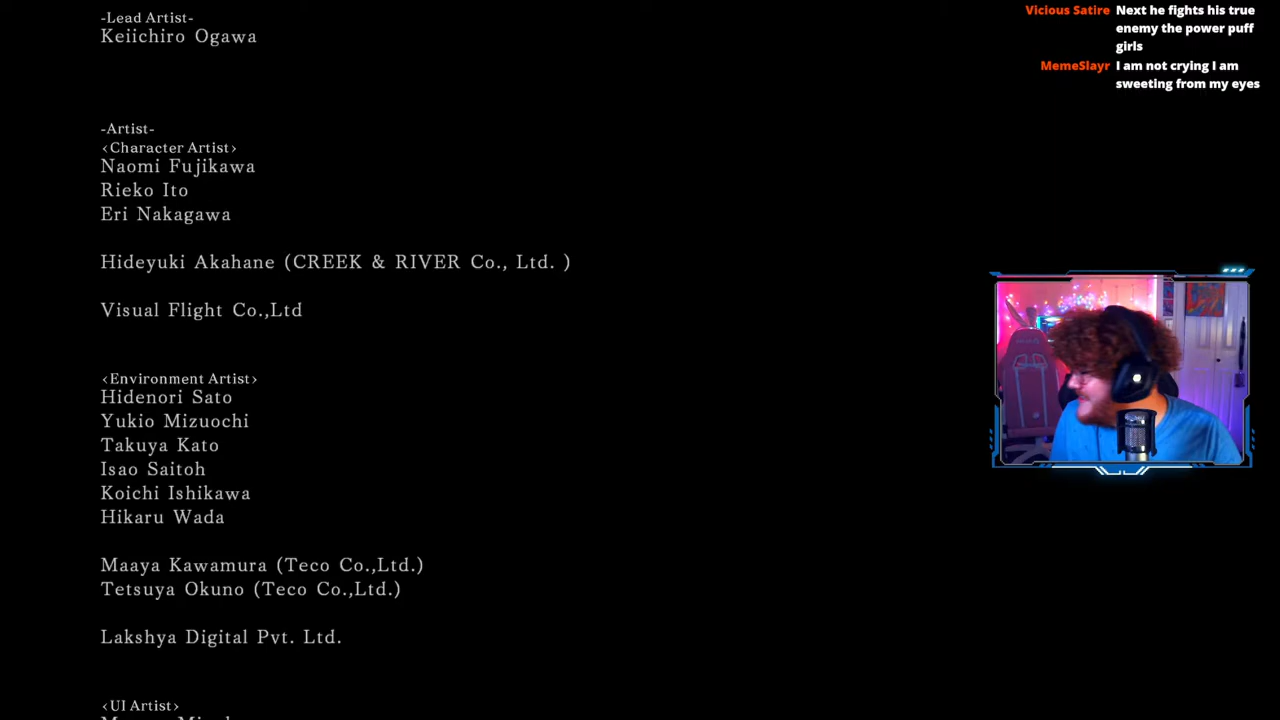 -Lead Artist-
Keiichiro Ogawa
-Artist-
<Character Artist>
Naomi Fujikawa
Rieko Ito
Eri Nakagawa
Hideyuki Akahane (CREEK & RIVER Co., Ltd. )
Visual Flight Co.,Ltd
<Environment Artist>
Hidenori Sato
Yukio Mizuochi
Takuya Kato
Isao Saitoh
Koichi Ishikawa
Hikaru Wada
Maaya Kawamura (Teco Co.,Ltd.)
Tetsuya Okuno (Teco Co.,Ltd.)
Lakshya Digital Pvt. Ltd.
<UI Artist>
Vicious Satire Next he fights his true
enemy the power puff
girls
MemeSlayr I am not crying I am
sweeting from my eyes